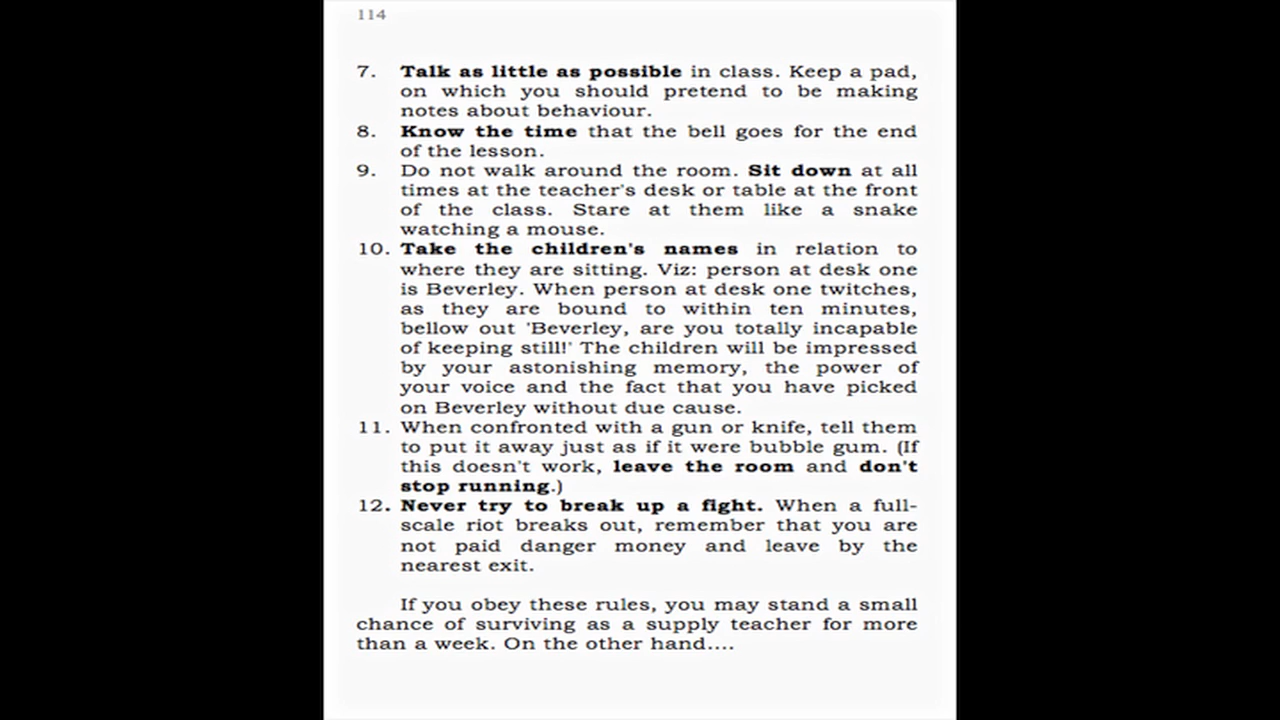 114
7. Talk as little as possible in class. Keep a pad,
on which you should pretend to be making
notes about behaviour.
8. Know the time that the bell goes for the end
of the lesson.
9. Do not walk around the room. Sit down at all
times at the teacher's desk or table at the front
of the class. Stare at them like a snake
watching a mouse.
10. Take the children's names in relation to
where they are sitting. Viz: person at desk one
is Beverley. When person at desk one twitches,
as they are bound to within ten minutes,
bellow out 'Beverley, are you totally incapable
of keeping still!' The children will be impressed
by your astonishing memory, the power of
your voice and the fact that you have picked
on Beverley without due cause.
11. When confronted with a gun or knife, tell them
to put it away just as if it were bubble gum. (If
this doesn't work, leave the room and don't
stop running.)
12. Never try to break up a fight. When a full-
scale riot breaks out, remember that you are
not paid danger money and leave by the
nearest exit.
If you obey these rules, you may stand a small
chance of surviving as a supply teacher for more
than a week. On the other hand....